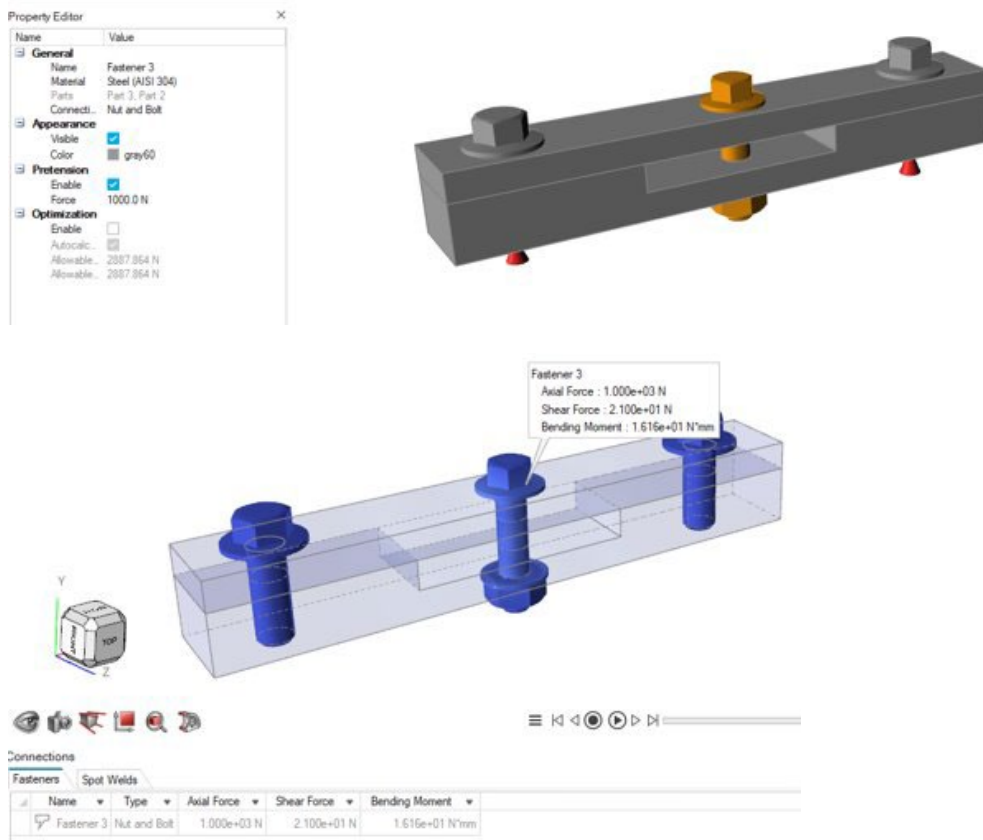 Property Editor
Name Value
General
Name Fastener 3
Material Steel (AISI 304)
Parts Part 3, Part 2
Connecti.. Nut and Bolt
Appearance
Visible
Color gray60
Pretension
Enable
Force 1000.0 N
Optimization
Enable
Autocalc..
Allowable.. 2887.864 N
Allowable.. 2887.864 N
Fastener 3
Axial Force : 1.000e+03 N
Shear Force : 2.100e+01 N
Bending Moment : 1.616e+01 N*mm
Y
FRONT
TOP
Z
Connections
Fasteners Spot Welds
Name Type Axial Force Shear Force Bending Moment
Fastener 3 Nut and Bolt 1.000e+03 N 2.100e+01 N 1.616e+01 N*mm